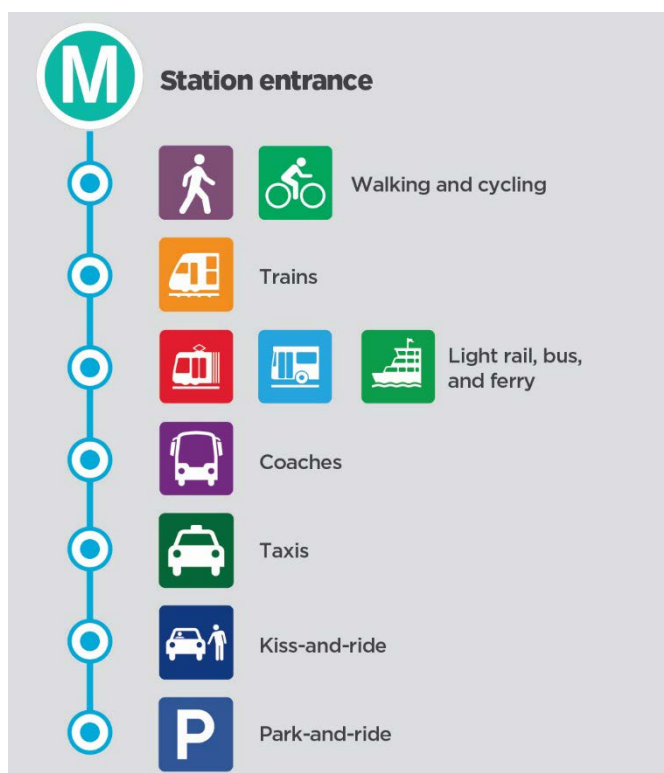 M
Station entrance
Walking and cycling
Trains
Light rail, bus,
and ferry
Coaches
Taxis
Kiss-and-ride
P
Park-and-ride